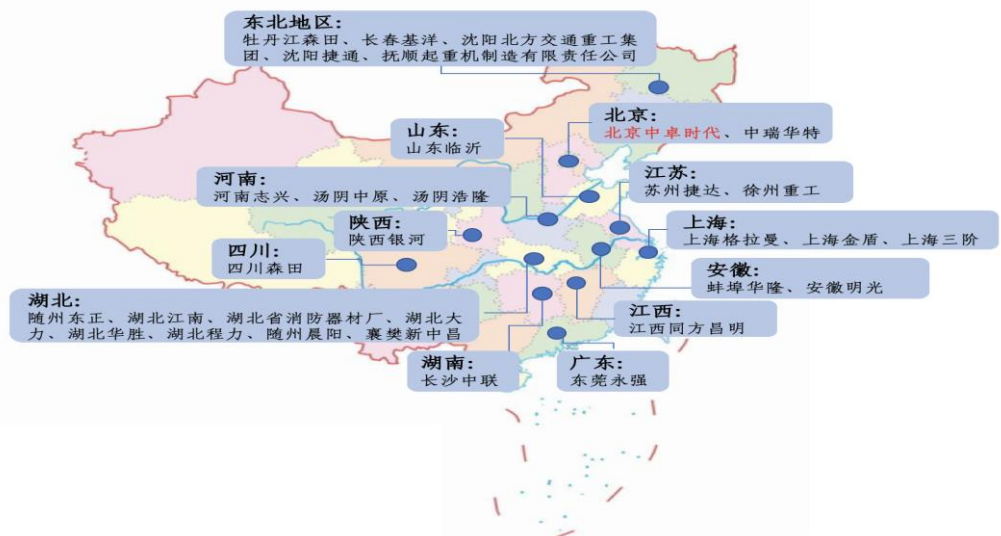 东北地区：
牡丹江森田、长春基洋、沈阳北方交通重工集
团、沈阳捷通、抚顺起重机制造有限责任公司
北京：
北京中卓时代、中瑞华特
山东：
山东临沂
河南：
河南志兴、汤阴中原、汤阴浩隆
江苏：
苏州捷达、徐州重工
陕西：
陕西银河
上海：
上海格拉曼、上海金盾、上海三阶
四川：
四川森田
安徽：
蚌埠华隆、安徽明光
湖北：
随州东正、湖北江南、湖北省消防器材厂、湖北大
力、湖北华胜、湖北程力、随州晨阳、襄樊新中昌
江西：
江西同方昌明
湖南：
长沙中联
广东：
东莞永强